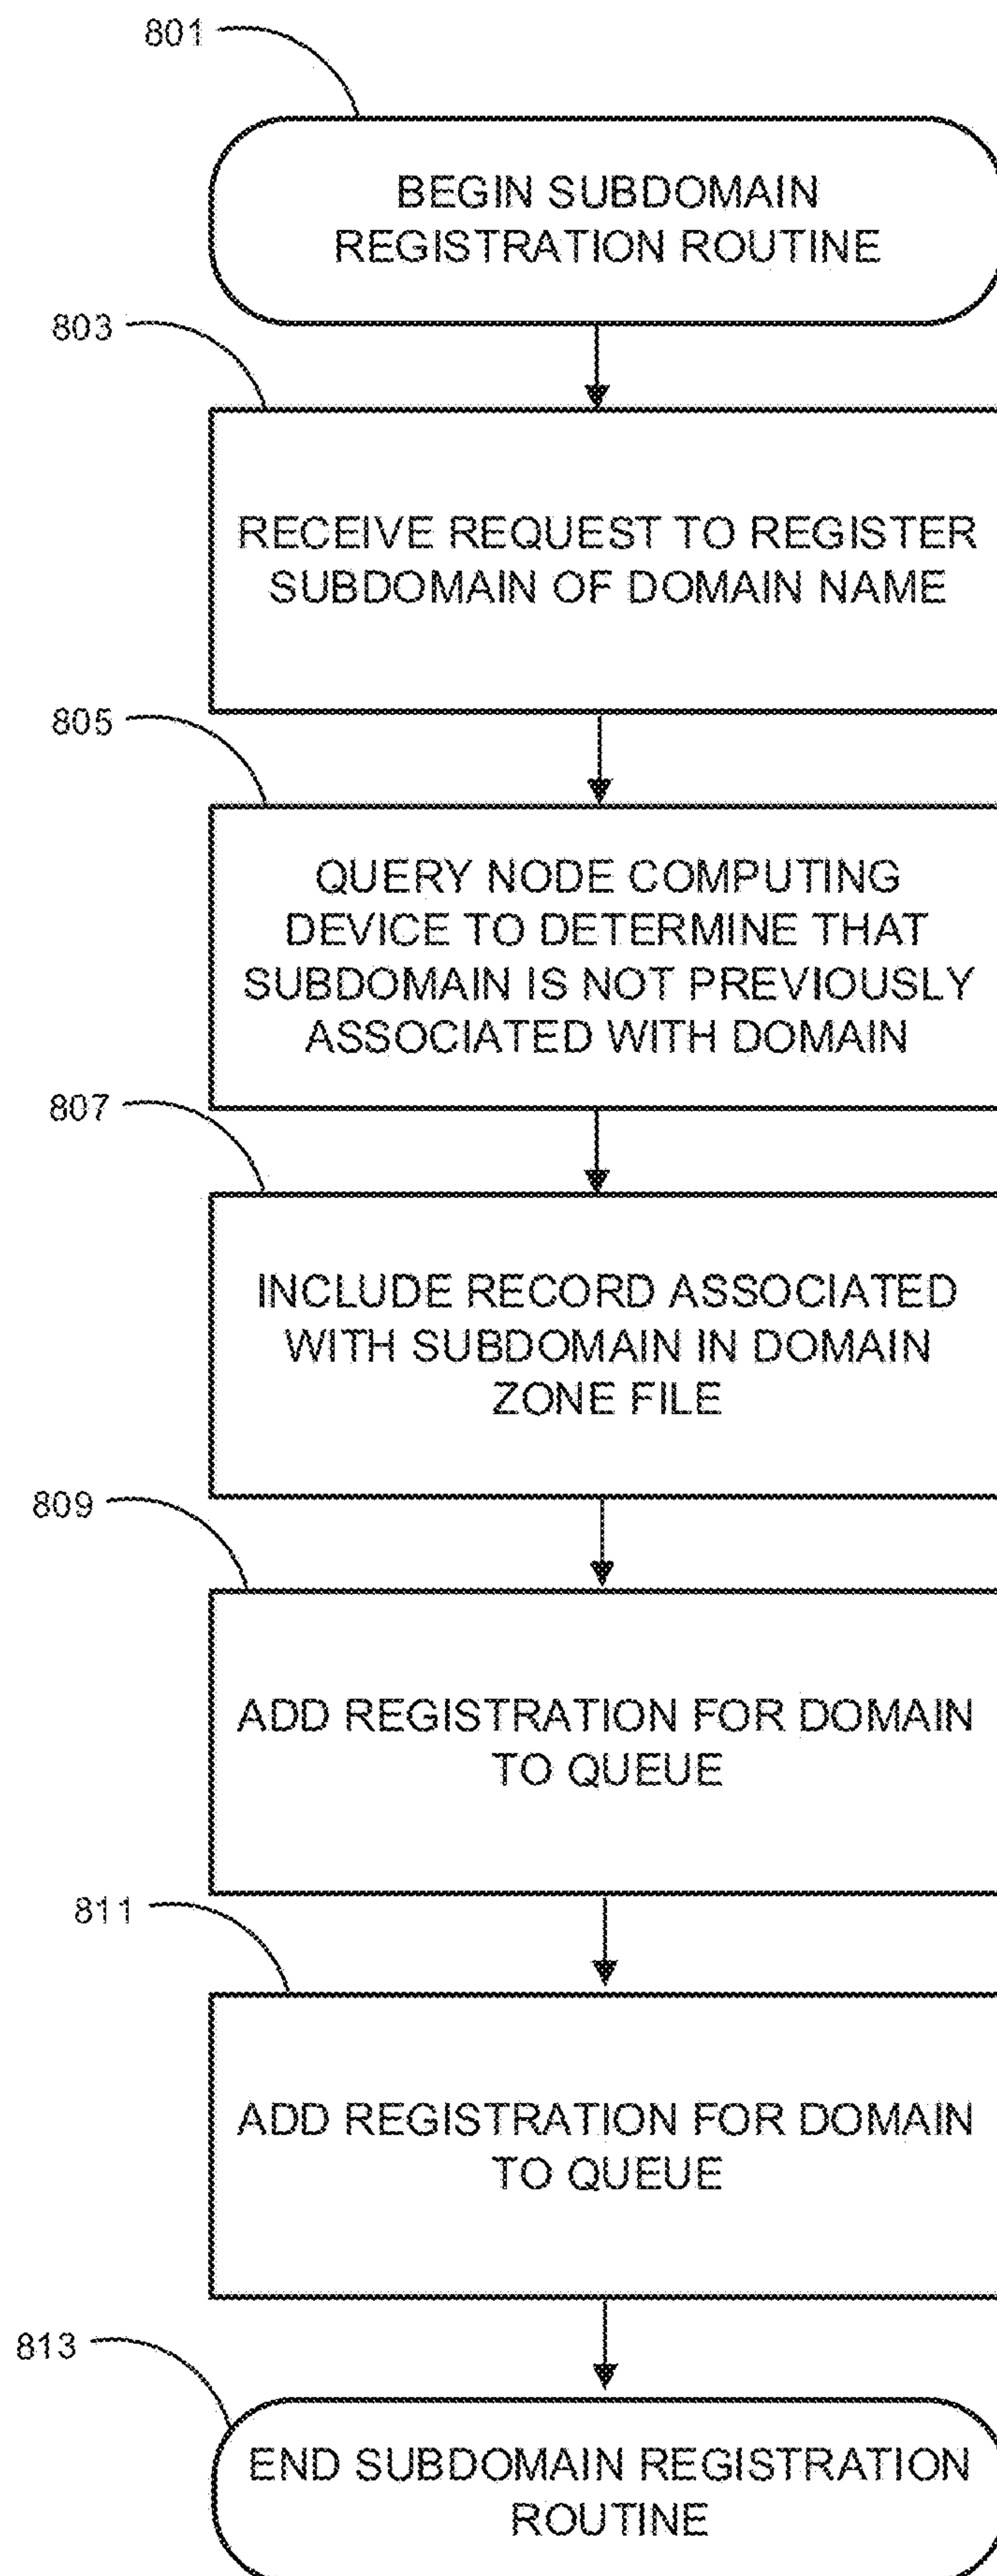 801
BEGIN SUBDOMAIN
REGISTRATION ROUTINE
803
RECEIVE REQUEST TO REGISTER
SUBDOMAIN OF DOMAIN NAME
805
QUERY NODE COMPUTING
DEVICE TO DETERMINE THAT
SUBDOMAIN IS NOT PREVIOUSLY
ASSOCIATED WITH DOMAIN
807
INCLUDE RECORD ASSOCIATED
WITH SUBDOMAIN IN DOMAIN
ZONE FILE
809
ADD REGISTRATION FOR DOMAIN
TO QUEUE
811
ADD REGISTRATION FOR DOMAIN
TO QUEUE
813
END SUBDOMAIN REGISTRATION
ROUTINE